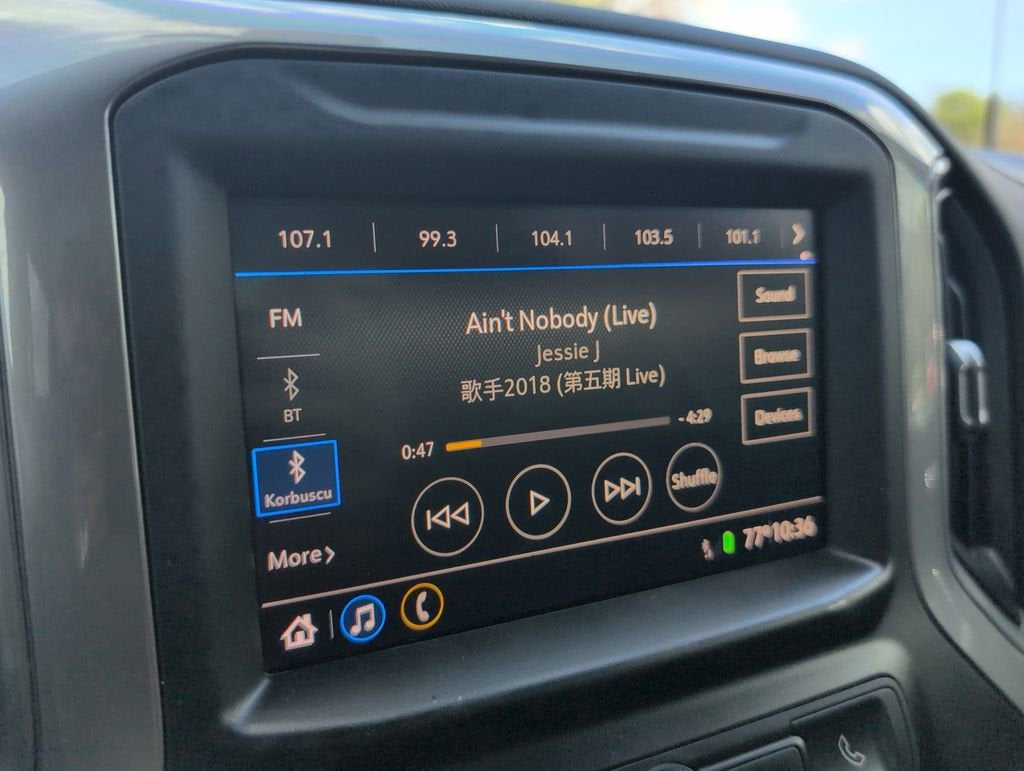 107.1 99.3 104.1 103.5 101.1
FM
Ain't Nobody (Live)
Jessie J
歌手2018 (第五期 Live)
Sound
Browse
Devices
BT
Korbuscu
More
0:47 -4:29
Shuffle
77° 10:36